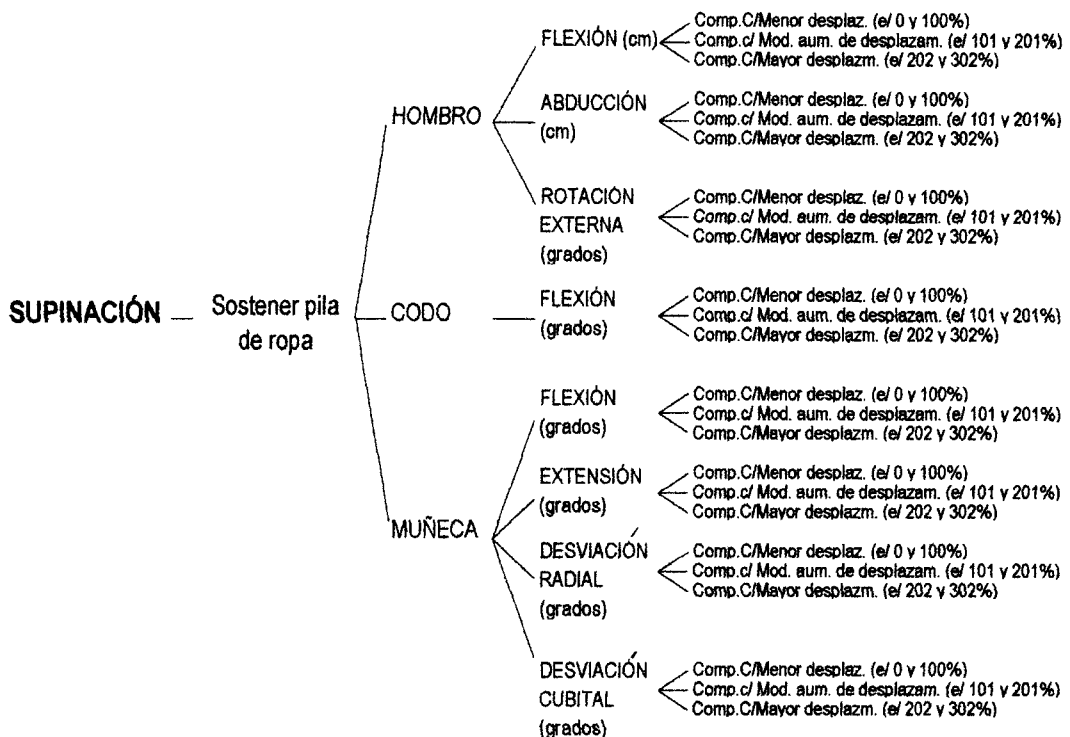 FLEXIÓN (cm)
Comp.C/Menor desplaz. (e/ 0 y 100%)
Comp.c/ Mod. aum. de desplazam. (e/ 101 y 201%)
Comp.C/Mayor desplazm. (e/ 202 y 302%)
HOMBRO
ABDUCCIÓN
(cm)
Comp.C/Menor desplaz. (e/ 0 y 100%)
Comp.c/ Mod. aum. de desplazam. (e/ 101 y 201%)
Comp.C/Mayor desplazm. (e/ 202 y 302%)
ROTACIÓN
EXTERNA
(grados)
Comp.C/Menor desplaz. (e/ 0 y 100%)
Comp.c/ Mod. aum. de desplazam. (e/ 101 y 201%)
Comp.C/Mayor desplazm. (e/ 202 y 302%)
SUPINACIÓN
Sostener pila
de ropa
CODO
FLEXIÓN
(grados)
Comp.C/Menor desplaz. (e/ 0 y 100%)
Comp.c/ Mod. aum. de desplazam. (e/ 101 y 201%)
Comp.C/Mayor desplazm. (e/ 202 y 302%)
FLEXIÓN
(grados)
Comp.C/Menor desplaz. (e/ 0 y 100%)
Comp.c/ Mod. aum. de desplazam. (e/ 101 y 201%)
Comp.C/Mayor desplazm. (e/ 202 y 302%)
MUÑECA
EXTENSIÓN
(grados)
Comp.C/Menor desplaz. (e/ 0 y 100%)
Comp.c/ Mod. aum. de desplazam. (e/ 101 y 201%)
Comp.C/Mayor desplazm. (e/ 202 y 302%)
DESVIACIÓN
RADIAL
(grados)
Comp.C/Menor desplaz. (e/ 0 y 100%)
Comp.c/ Mod. aum. de desplazam. (e/ 101 y 201%)
Comp.C/Mayor desplazm. (e/ 202 y 302%)
DESVIACIÓN
CUBITAL
(grados)
Comp.C/Menor desplaz. (e/ 0 y 100%)
Comp.c/ Mod. aum. de desplazam. (e/ 101 y 201%)
Comp.C/Mayor desplazm. (e/ 202 y 302%)